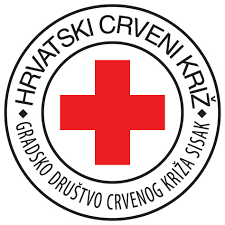 HRVATSKI CRVENI KRIŽ
GRADSKO DRUŠTVO CRVENOG KRIŽA SISAK